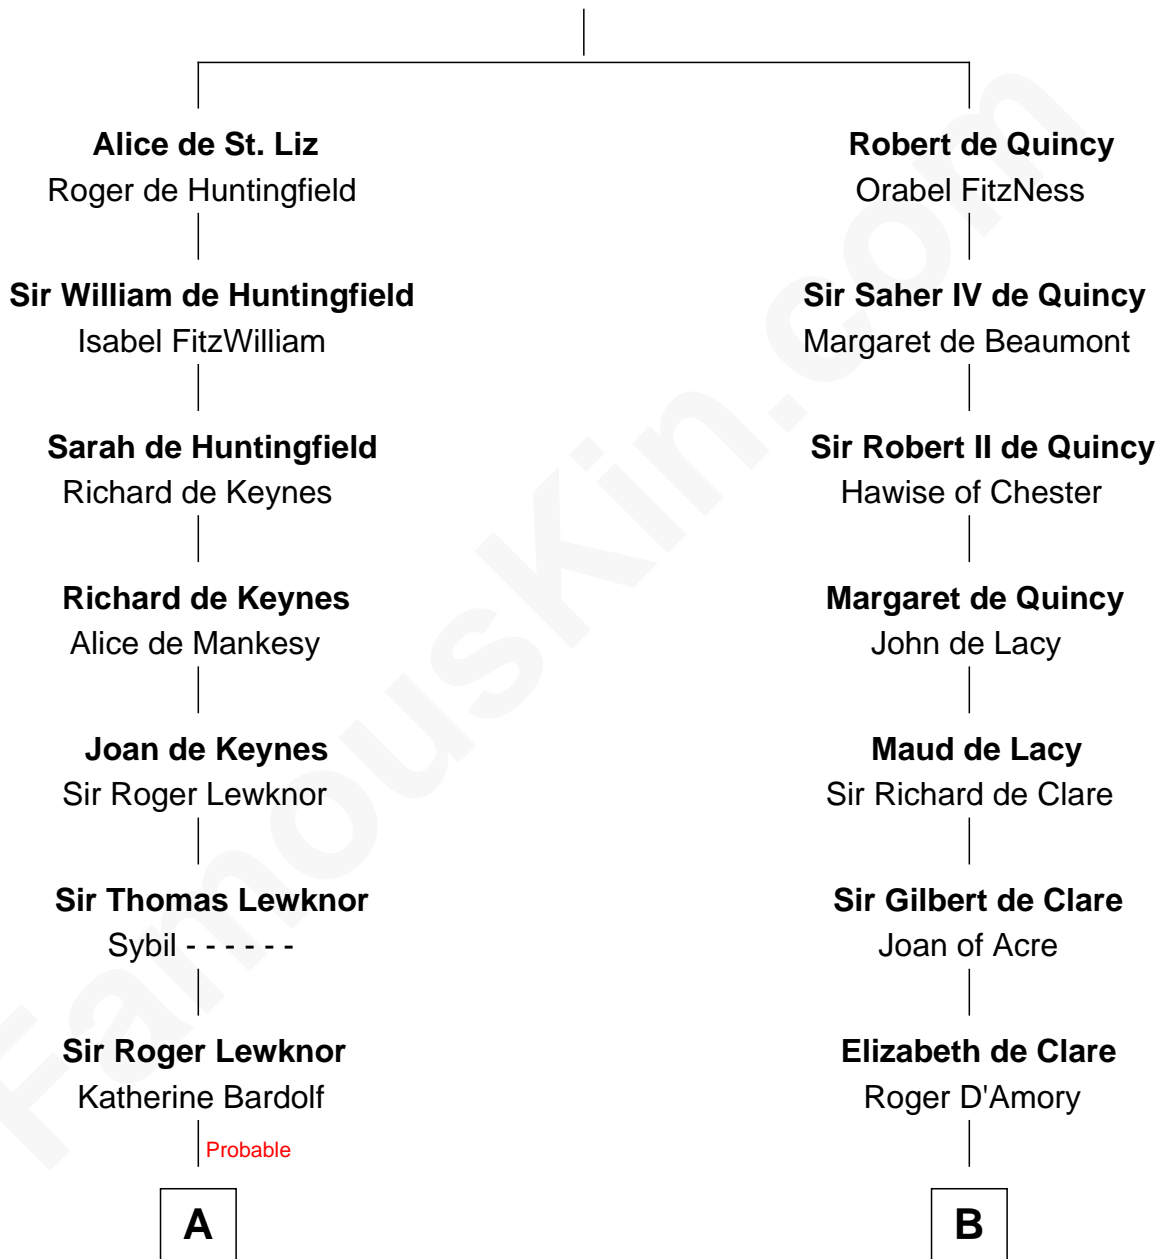 Alice de St. Liz
Roger de Huntingfield
Sir William de Huntingfield
Isabel FitzWilliam
Sarah de Huntingfield
Richard de Keynes
Richard de Keynes
Alice de Mankesy
Joan de Keynes
Sir Roger Lewknor
Sir Thomas Lewknor
Sybil - - - - - -
Sir Roger Lewknor
Katherine Bardolf
Probable
A
Robert de Quincy
Orabel FitzNess
Sir Saher IV de Quincy
Margaret de Beaumont
Sir Robert II de Quincy
Hawise of Chester
Margaret de Quincy
John de Lacy
Maud de Lacy
Sir Richard de Clare
Sir Gilbert de Clare
Joan of Acre
Elizabeth de Clare
Roger D'Amory
B
FamousKin.com